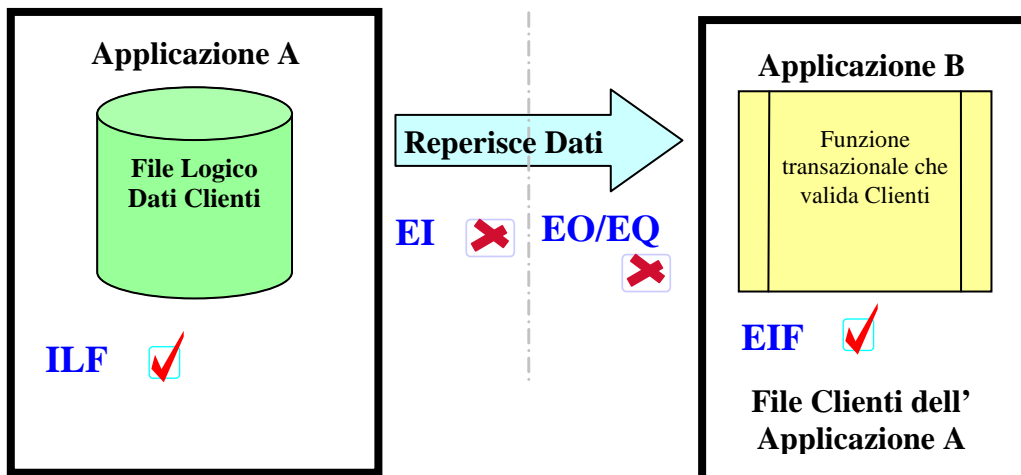 Applicazione A
File Logico
Dati Clienti
ILF
Reperisce Dati
EI
EO/EQ
Applicazione B
Funzione
transazionale che
valida Clienti
EIF
File Clienti dell'
Applicazione A